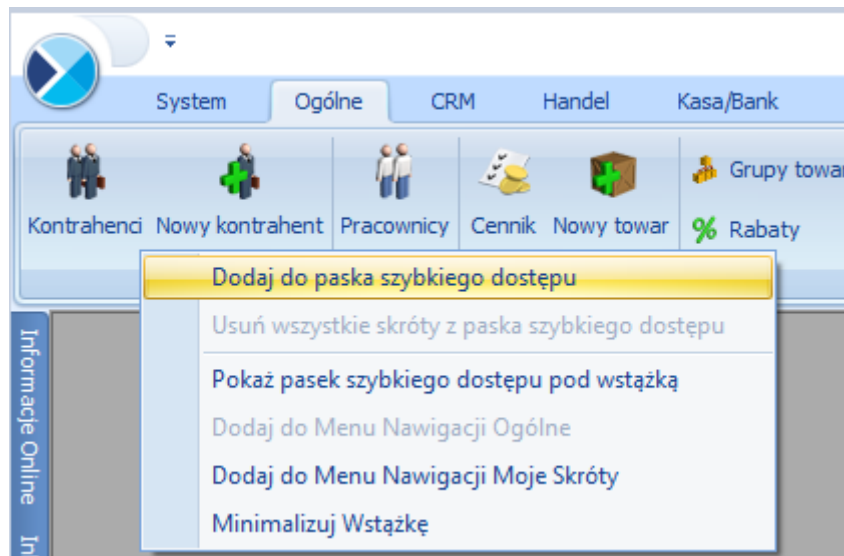 System Ogólne CRM Handel Kasa/Bank
Kontrahenci Nowy kontrahent Pracownicy Cennik Nowy towar Grupy
% Rabaty
Dodaj do paska szybkiego dostępu
Usuń wszystkie skróty z paska szybkiego dostępu
Pokaż pasek szybkiego dostępu pod wstążką
Dodaj do Menu Nawigacji Ogólne
Dodaj do Menu Nawigacji Moje Skróty
Minimalizuj Wstążkę
Informacje Online